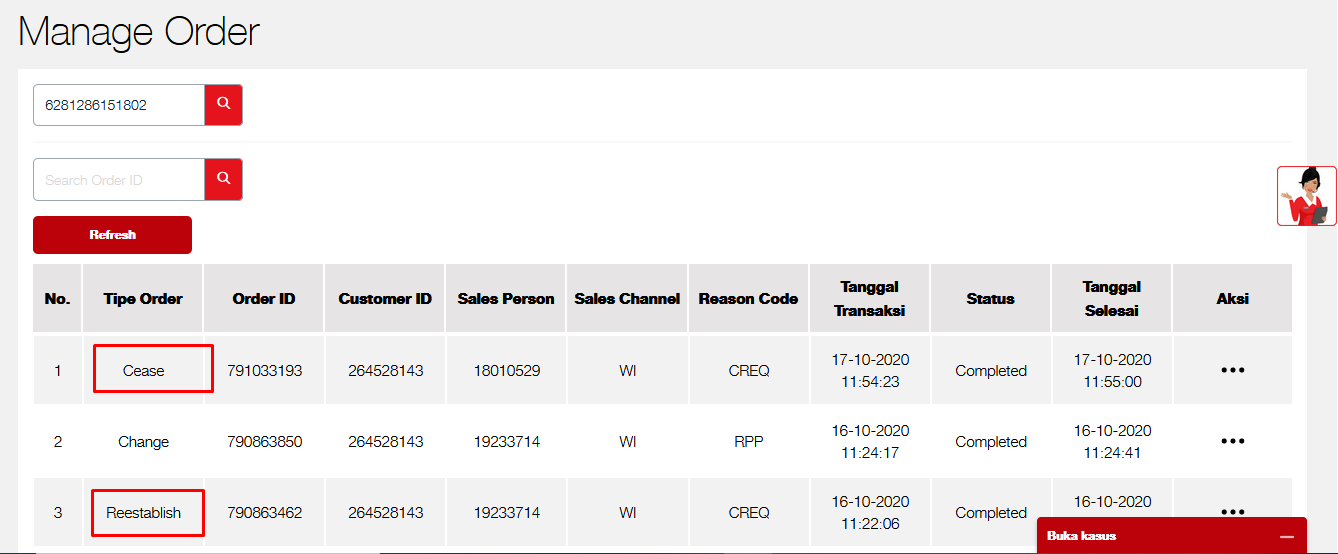 Manage Order
6281286151802
Search Order ID
Refresh
No. Tipe Order Order ID Customer ID Sales Person Sales Channel Reason Code Tanggal Transaksi Status Tanggal Selesai Aksi
1 Cease 791033193 264528143 18010529 WI CREQ 17-10-2020 11:54:23 Completed 17-10-2020 11:55:00
2 Change 790863850 264528143 19233714 WI RPP 16-10-2020 11:24:17 Completed 16-10-2020 11:24:41
3 Reestablish 790863462 264528143 19233714 WI CREQ 16-10-2020 11:22:06 Completed 16-10-2020
Buka kasus